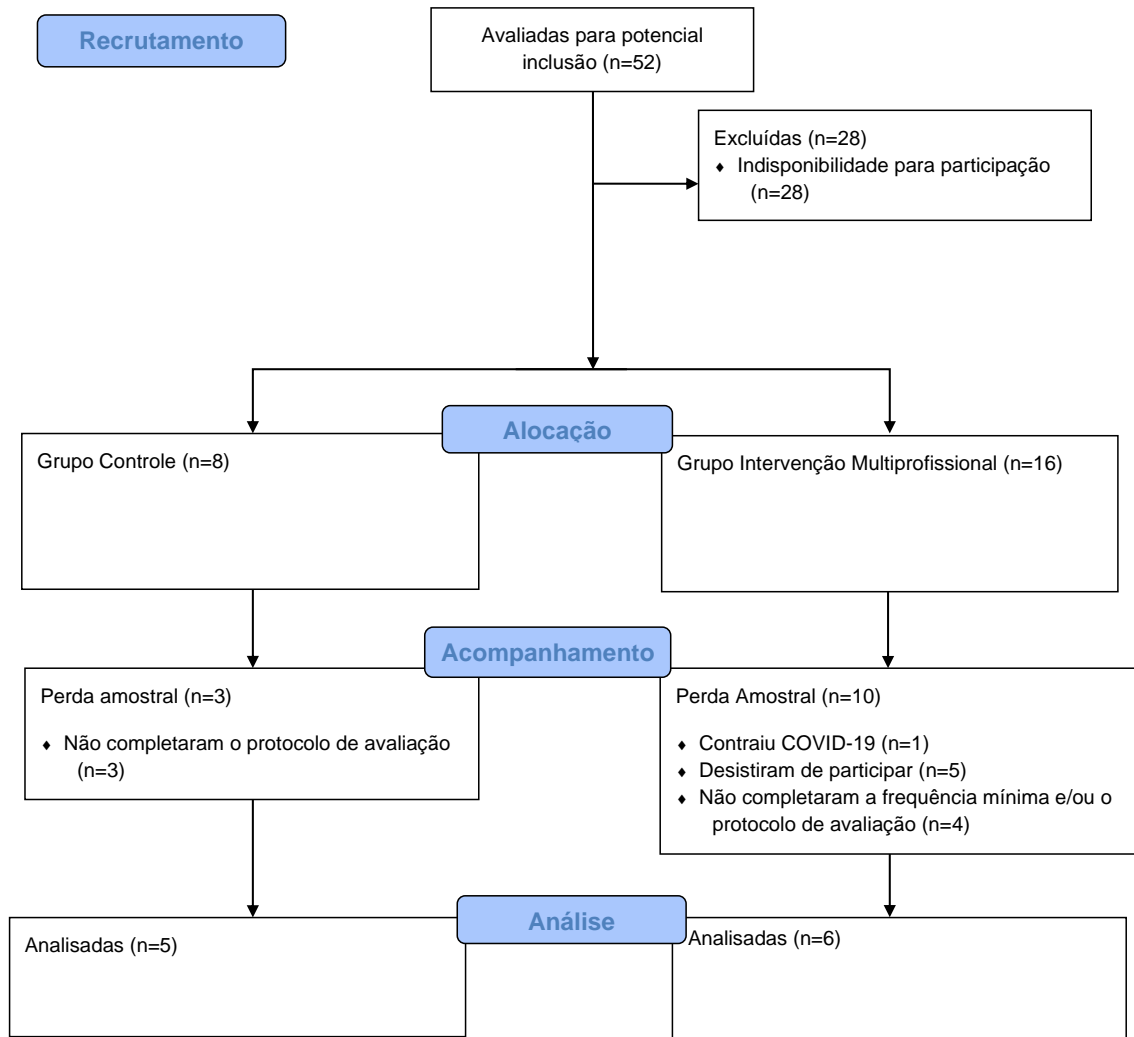 Recrutamento
Avaliadas para potencial
inclusão (n=52)
Excluídas (n=28)
♦ Indisponibilidade para participação
(n=28)
Alocação
Grupo Controle (n=8)
Grupo Intervenção Multiprofissional (n=16)
Acompanhamento
Perda amostral (n=3)
♦ Não completaram o protocolo de avaliação
(n=3)
Perda Amostral (n=10)
♦ Contraiu COVID-19 (n=1)
♦ Desistiram de participar (n=5)
♦ Não completaram a frequência mínima e/ou o
protocolo de avaliação (n=4)
Análise
Analisadas (n=5)
Analisadas (n=6)